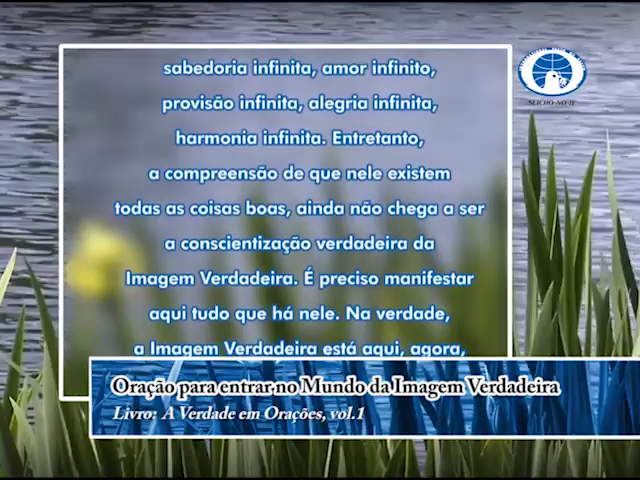 sabedoria infinita, amor infinito,
provisão infinita, alegria infinita,
harmonia infinita. Entretanto,
a compreensão de que nele existem
todas as coisas boas, ainda não chega a ser
a conscientização verdadeira da
Imagem Verdadeira. É preciso manifestar
aqui tudo que há nele. Na verdade,
a Imagem Verdadeira está aqui, agora,
Oração para entrar no Mundo da Imagem Verdadeira
Livro: A Verdade em Orações, vol.1
SEICHO-NO-IE